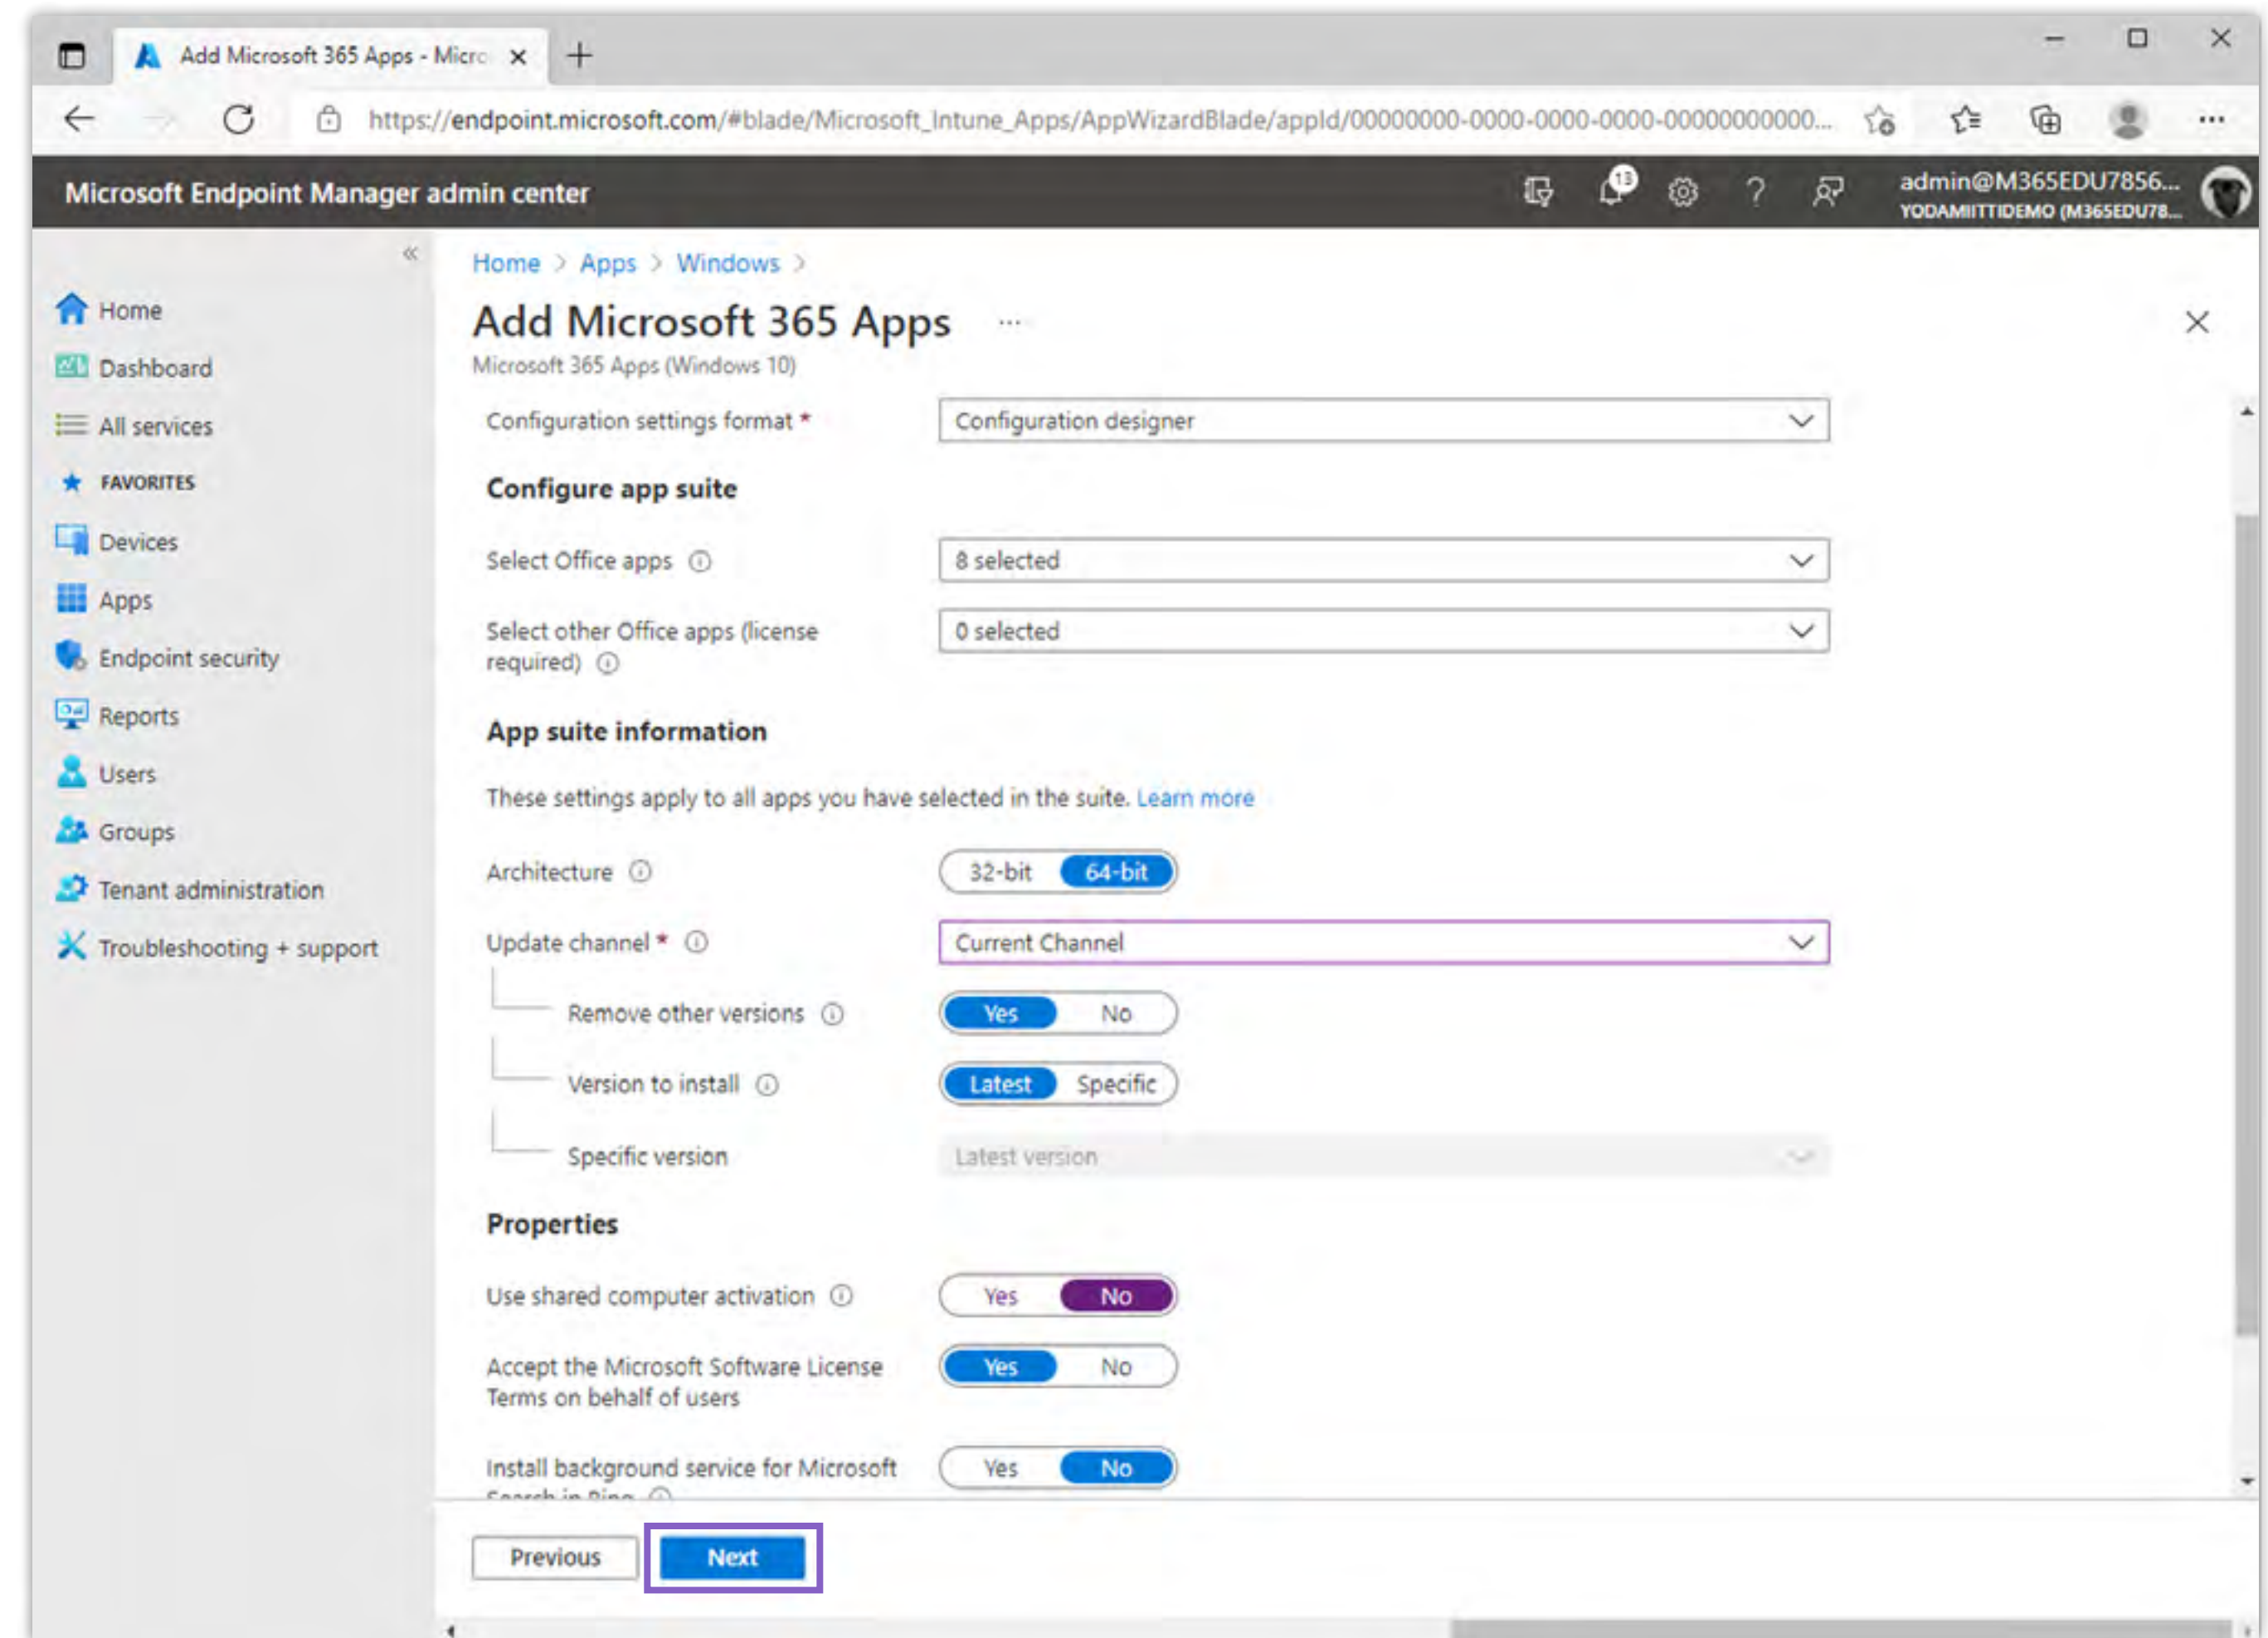 Add Microsoft 365 Apps - Micro
https://endpoint.microsoft.com/#blade/Microsoft_Intune_Apps/AppWizardBlade/appId/00000000-0000-0000-0000-00000000000...
Microsoft Endpoint Manager admin center
13
?
admin@M365EDU7856...
YODAMIITTIDEMO (M365EDU78...
«
Home
Dashboard
All services
FAVORITES
Devices
Apps
Endpoint security
Reports
Users
Groups
Tenant administration
Troubleshooting + support
Home > Apps > Windows >
Add Microsoft 365 Apps ...
Microsoft 365 Apps (Windows 10)
Configuration settings format * Configuration designer
Configure app suite
Select Office apps 8 selected
Select other Office apps (license 0 selected
required)
App suite information
These settings apply to all apps you have selected in the suite. Learn more
Architecture 32-bit 64-bit
Update channel * Current Channel
Remove other versions Yes No
Version to install Latest Specific
Specific version Latest version
Properties
Use shared computer activation Yes No
Accept the Microsoft Software License Yes No
Terms on behalf of users
Install background service for Microsoft Yes No
Search in Bing
Previous Next